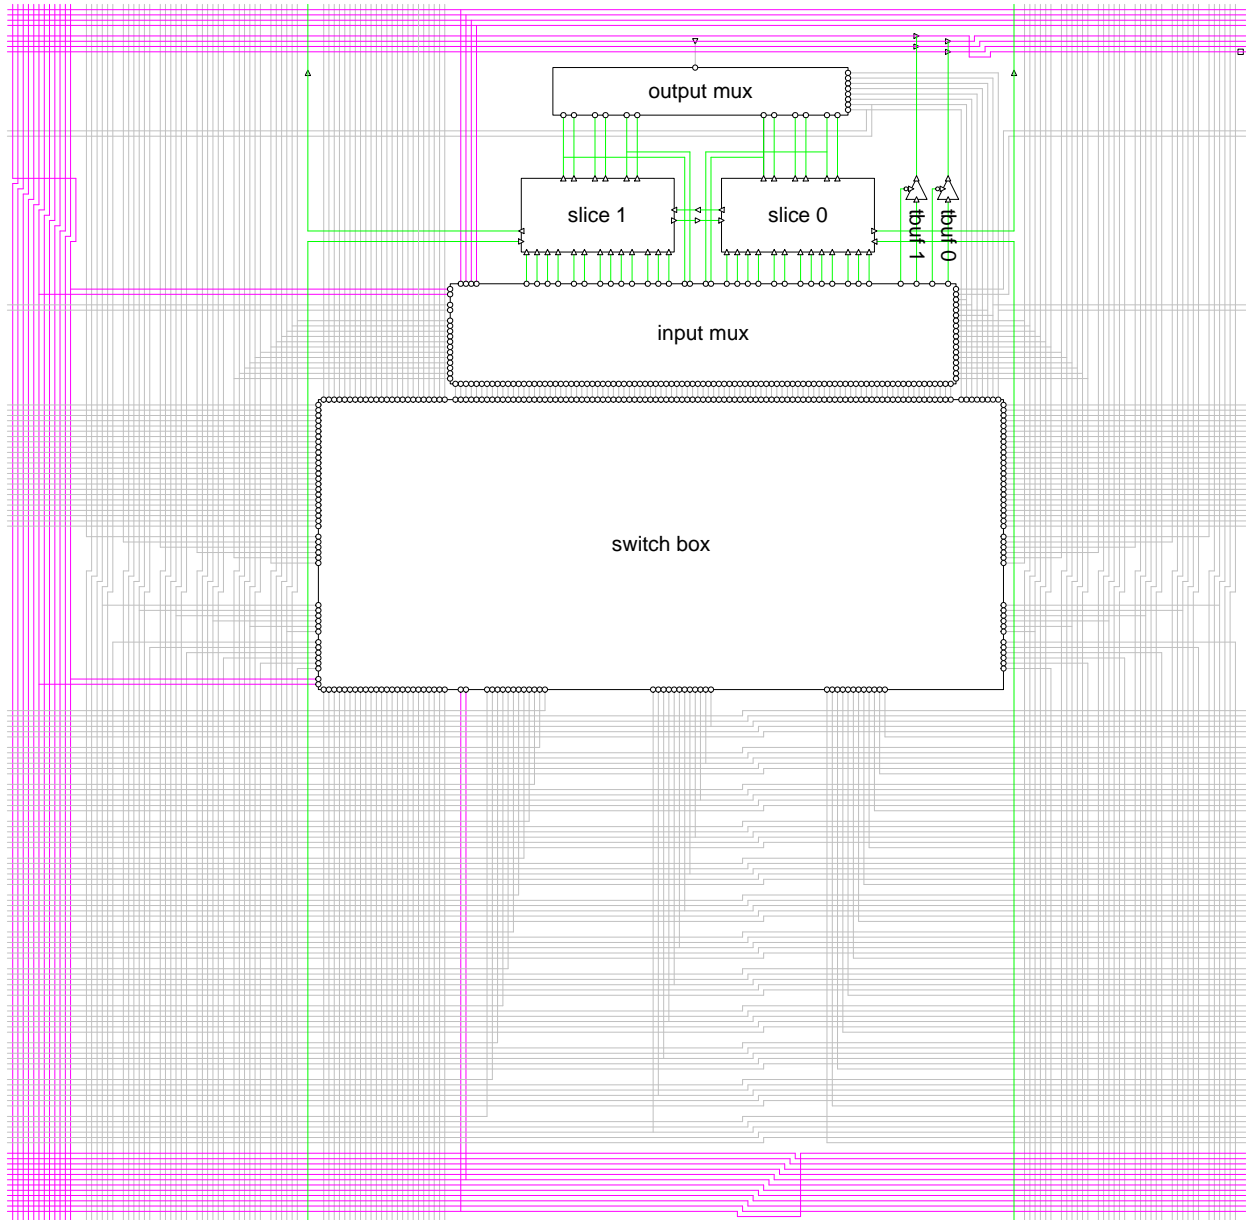 output mux
slice 1
slice 0
tbuf 1
tbuf 0
input mux
switch box